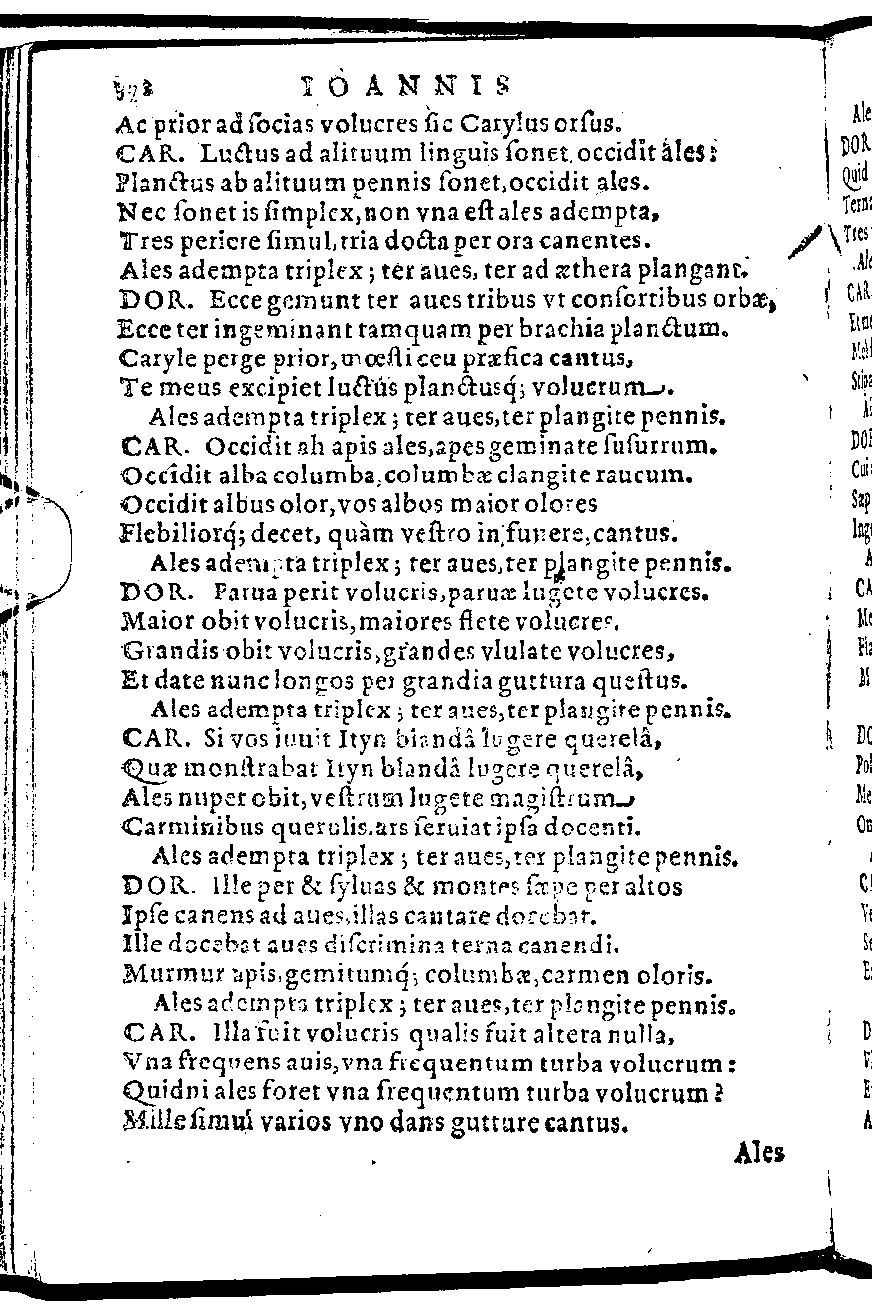 IOANNIS
Ac prior ad ſocias volucres ſic Carylus orſus.
CAR. Luctus ad alituum linguis ſonet, occidit ales:
Planctus ab alituum pennis ſonet, occidit ales.
Nec ſonet is ſimplex, non vna eſt ales adempta,
Tres periere ſimul, tria docta per ora canentes.
Ales adempta triplex; ter aues, ter ad æthera plangant.
DOR. Ecce gemunt ter aues tribus vt conſortibus orbæ,
Ecce ter ingeminant tamquam per brachia planctum.
Caryle perge prior, mœſti ceu præfica cantus,
Te meus excipiet luctus planctusq́; volucrum.
Ales adempta triplex; ter aues, ter plangite pennis.
CAR. Occidit ah apis ales, apes geminate ſuſurrum.
Occidit alba columba, columbæ clangite raucum.
Occidit albus olor, vos albos maior olores
Flebiliorq́; decet, quàm veſtro in funere, cantus.
Ales adempta triplex; ter aues, ter plangite pennis.
DOR. Parua perit volucris, paruæ lugete volucres.
Maior obit volucris, maiores flete volucres.
Grandis obit volucris, grandes vlulate volucres,
Et date nunc longos per grandia guttura queſtus.
Ales adempta triplex; ter aues, ter plangite pennis.
CAR. Si vos iuuit Ityn blandâ lugere querelâ,
Quæ monſtrabat Ityn blandâ lugere querelâ,
Ales nuper obit, veſtrum lugete magiſtrum,
Carminibus querulis, ars ſeruiat ipſa docenti.
Ales adempta triplex; ter aues, ter plangite pennis.
DOR. Ille per & ſyluas & montes ſæpe per altos
Ipſe canens ad aues, illas cantare docebat.
Ille docebat aues diſcrimina terna canendi.
Murmur apis, gemitumq́; columbæ, carmen oloris.
Ales adempta triplex; ter aues, ter plangite pennis.
CAR. Illa fuit volucris qualis fuit altera nulla,
Vna frequens auis, vna frequentum turba volucrum:
Quidni ales foret vna frequentum turba volucrum?
Mille ſimul varios vno dans gutture cantus.
Ales